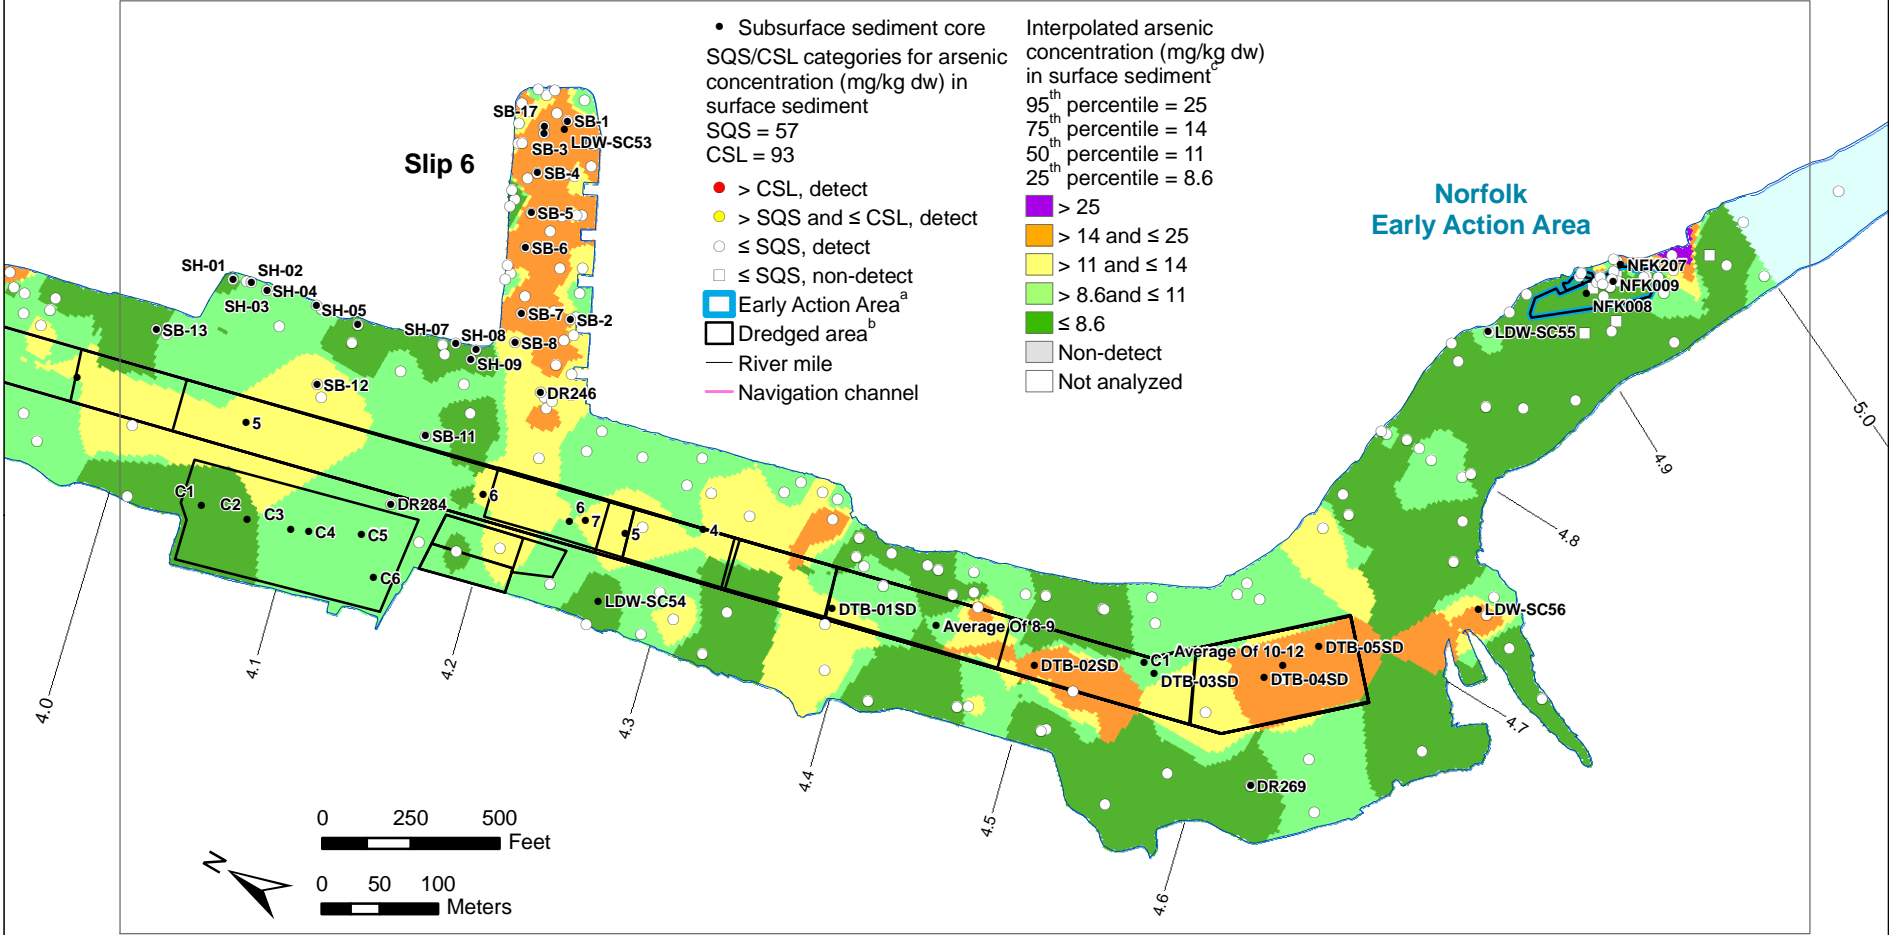 Subsurface sediment core
SQS/CSL categories for arsenic
concentration (mg/kg dw) in
surface sediment
SQS = 57
CSL = 93
> CSL, detect
> SQS and ≤ CSL, detect
≤ SQS, detect
≤ SQS, non-detect
Early Action Area a
Dredged area b
River mile
Navigation channel
Interpolated arsenic
concentration (mg/kg dw)
in surface sediment c
95th percentile = 25
75th percentile = 14
50th percentile = 11
25th percentile = 8.6
> 25
> 14 and ≤ 25
> 11 and ≤ 14
> 8.6and ≤ 11
≤ 8.6
Non-detect
Not analyzed
Slip 6
Norfolk
Early Action Area
SB-17
SB-1
LDW-SC53
SB-3
SB-4
SB-5
SB-6
SB-7
SB-2
SB-8
DR246
SH-01
SH-02
SH-04
SH-03
SH-05
SH-07
SH-08
SH-09
SB-13
SB-12
5
SB-11
C1
C2
C3
C4
C5
C6
DR284
6
6
7
5
4
LDW-SC54
DTB-01SD
Average Of 8-9
DTB-02SD
C1
DTB-03SD
Average Of 10-12
DTB-05SD
DTB-04SD
DR269
LDW-SC56
LDW-SC55
NFK207
NFK009
NFK008
4.0
4.1
4.2
4.3
4.4
4.5
4.6
4.7
4.8
4.9
5.0
0 250 500
Feet
0 50 100
Meters
N